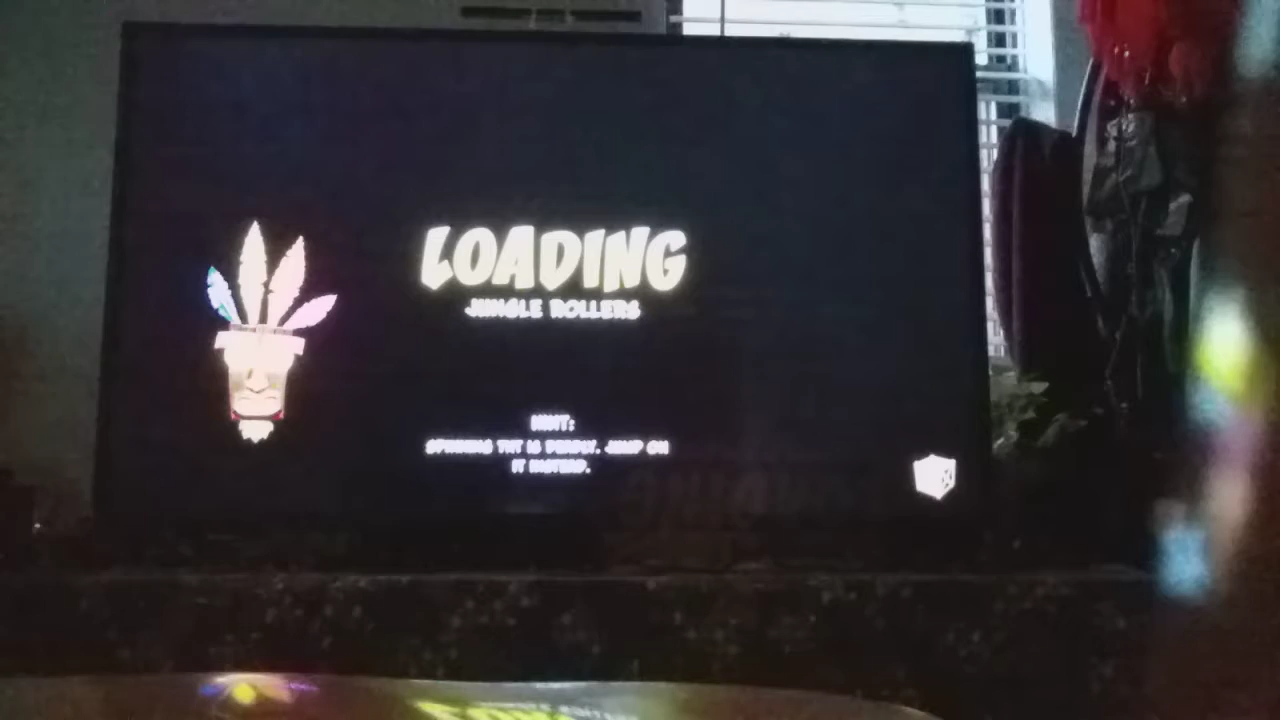 LOADING
JUNGLE ROLLERS
HINT:
SPINNING TNT IS DEADLY. JUMP ON
IT INSTEAD.